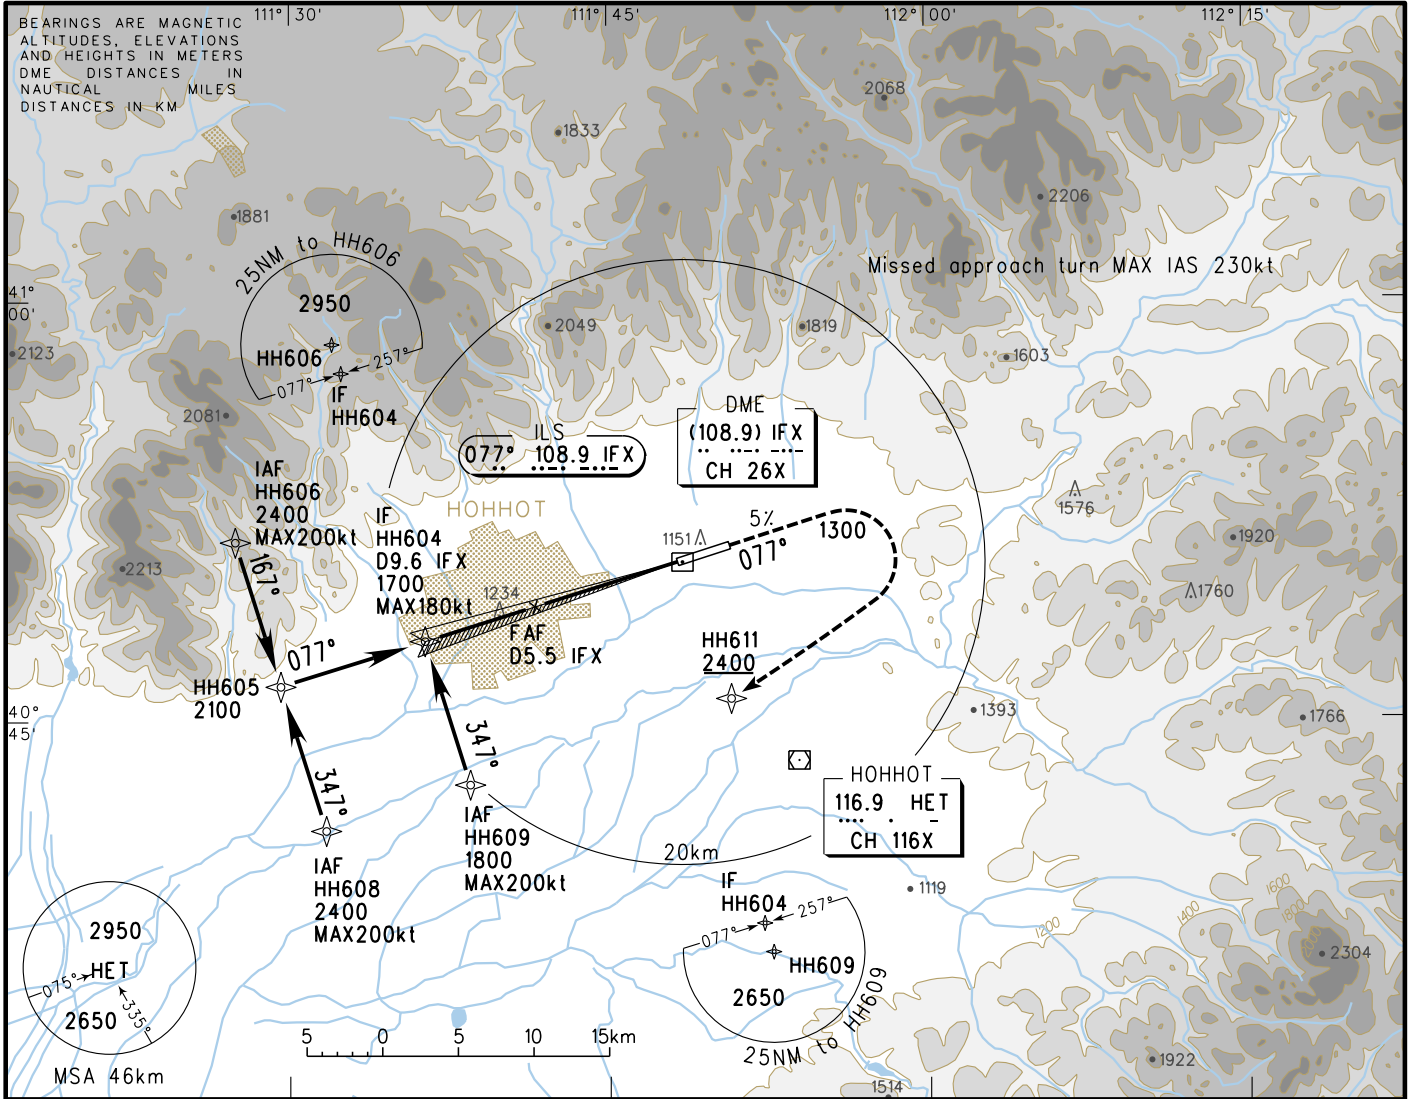 111° 30'
111° 45'
112° 00'
112° 15'
BEARINGS ARE MAGNETIC
ALTITUDES, ELEVATIONS
AND HEIGHTS IN METERS
DME DISTANCES IN
NAUTICAL MILES
DISTANCES IN KM
2068
1833
2206
1881
25NM to HH606
2950
Missed approach turn MAX IAS 230kt
41°
00'
2123
HH606
077°
257°
IF
HH604
2049
1819
1603
2081
ILS
077° 108.9 IFX
DME
(108.9) IFX
CH 26X
IAF
HH606
2400
MAX200kt
167°
HOHHOT
IF
HH604
D9.6 IFX
1700
MAX180kt
1234
1151
5%
077°
1300
1576
1920
1760
2213
FAF
D5.5 IFX
HH611
2400
077°
HH605
2100
40°
45'
347°
347°
1393
1766
HOHHOT
116.9 HET
CH 116X
IAF
HH609
1800
MAX200kt
20km
IAF
HH608
2400
MAX200kt
IF
HH604
077°
257°
HH609
2650
25NM to HH609
1119
1200
1400
1600
1800
2000
2304
2950
HET
075°
335°
2650
MSA 46km
5 0 5 10 15km
1922
1514